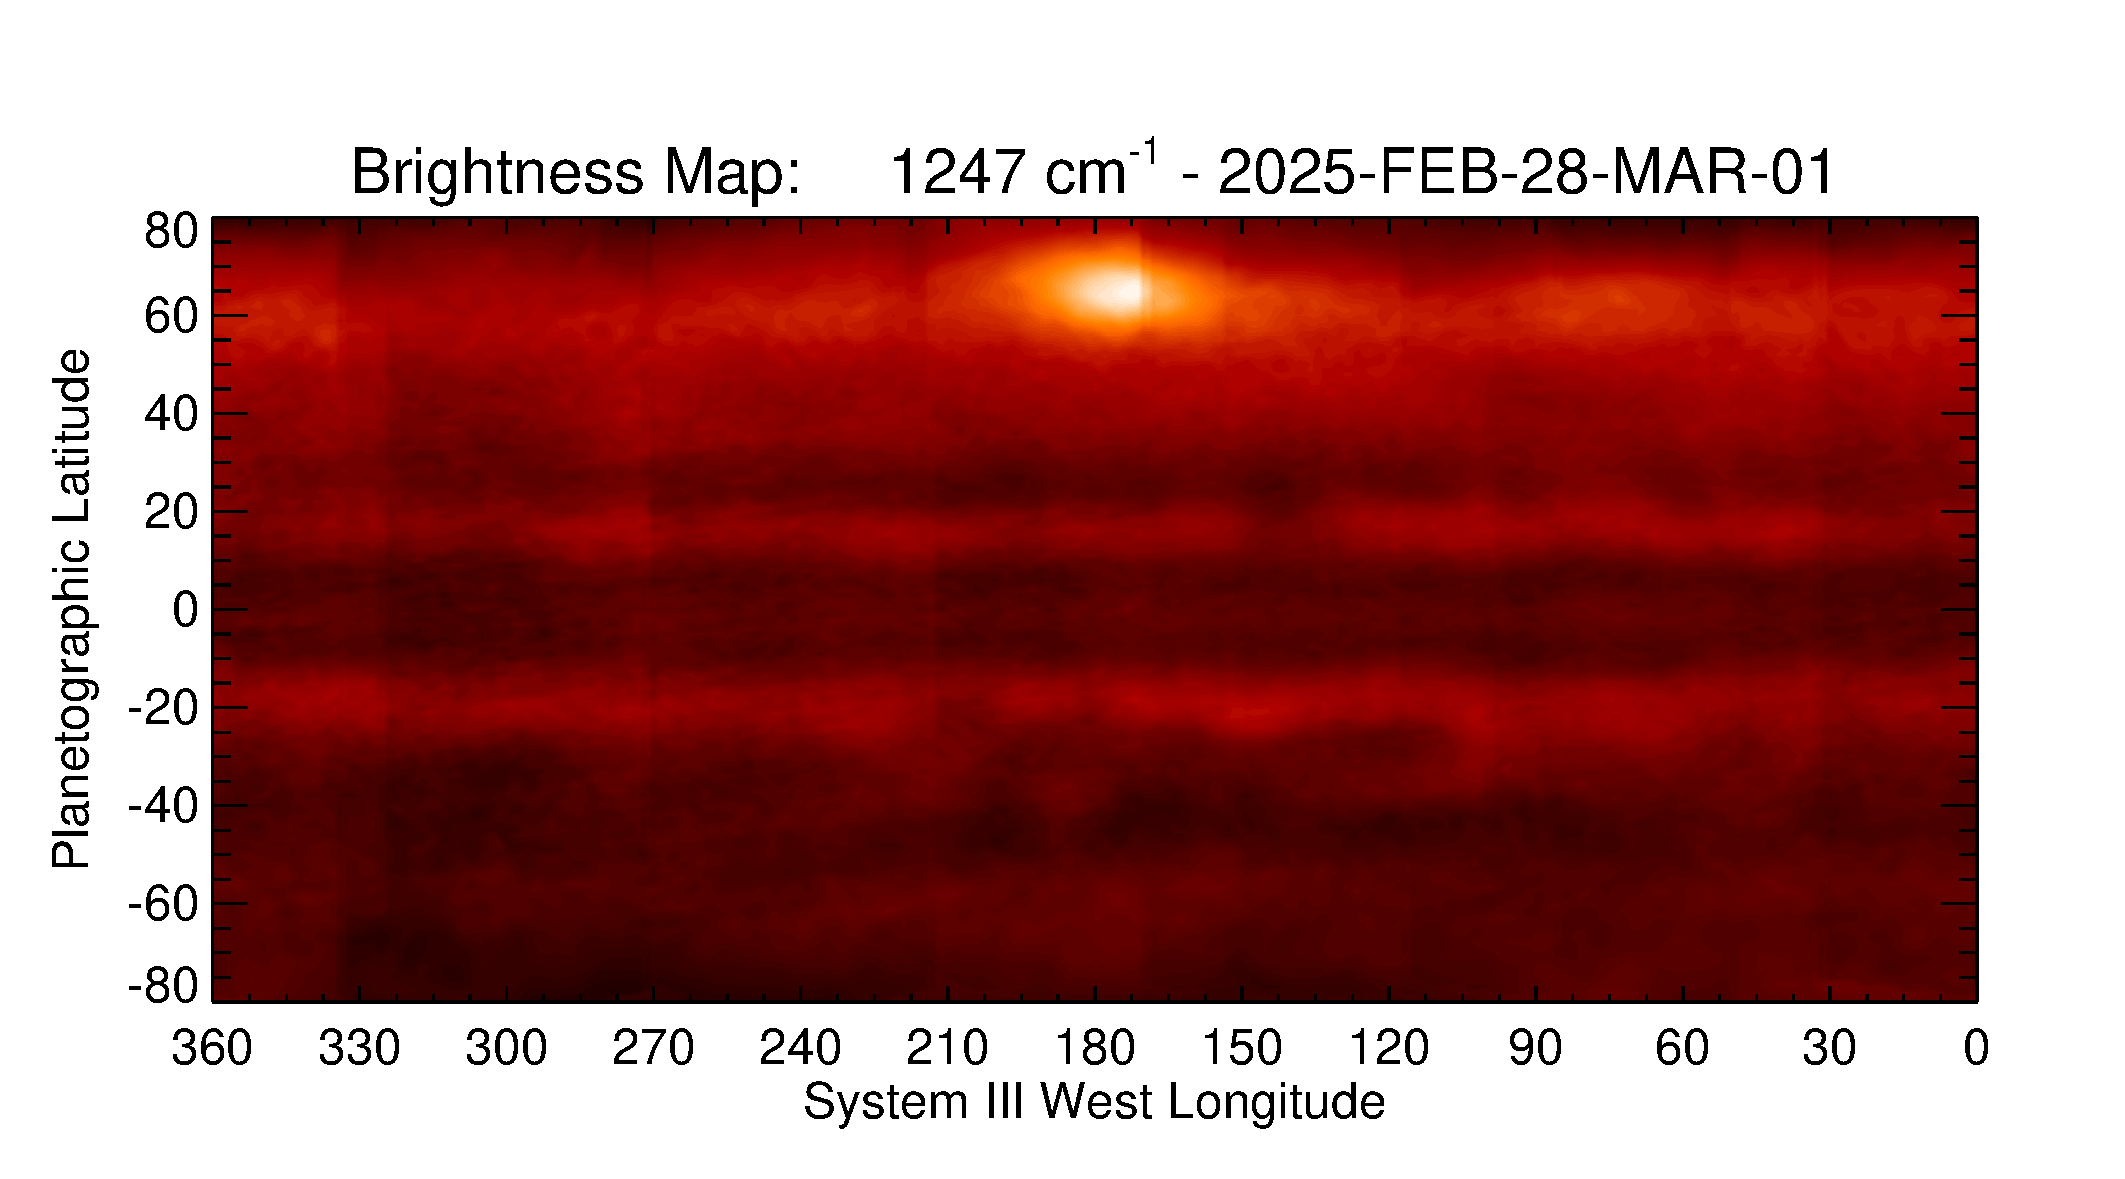 Brightness Map: 1247 cm-1 - 2025-FEB-28-MAR-01
80
60
40
20
0
-20
-40
-60
-80
Planetographic Latitude
360 330 300 270 240 210 180 150 120 90 60 30 0
System III West Longitude